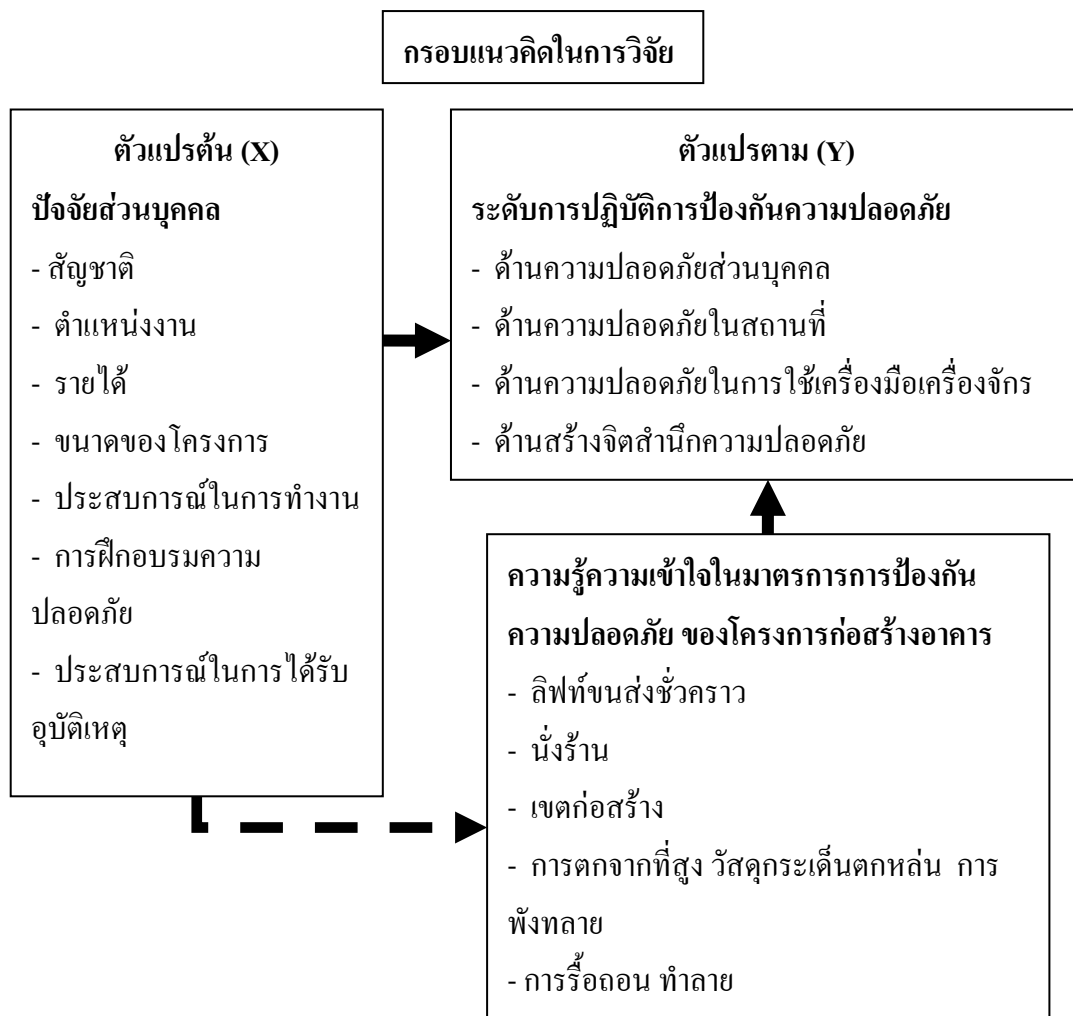 กรอบแนวคิดในการวิจัย
ตัวแปรต้น (X)
ปัจจัยส่วนบุคคล
- สัญชาติ
- ตำแหน่งงาน
- รายได้
- ขนาดของโครงการ
- ประสบการณ์ในการทำงาน
- การฝึกอบรมความ
ปลอดภัย
- ประสบการณ์ในการได้รับ
อุบัติเหตุ
ตัวแปรตาม (Y)
ระดับการปฏิบัติการป้องกันความปลอดภัย
- ด้านความปลอดภัยส่วนบุคคล
- ด้านความปลอดภัยในสถานที่
- ด้านความปลอดภัยในการใช้เครื่องมือเครื่องจักร
- ด้านสร้างจิตสำนึกความปลอดภัย
ความรู้ความเข้าใจในมาตรการการป้องกัน
ความปลอดภัย ของโครงการก่อสร้างอาคาร
- ลิฟท์ขนส่งชั่วคราว
- นั่งร้าน
- เขตก่อสร้าง
- การตกจากที่สูง วัสดุกระเด็นตกหล่น การ
พังทลาย
- การรื้อถอน ทำลาย